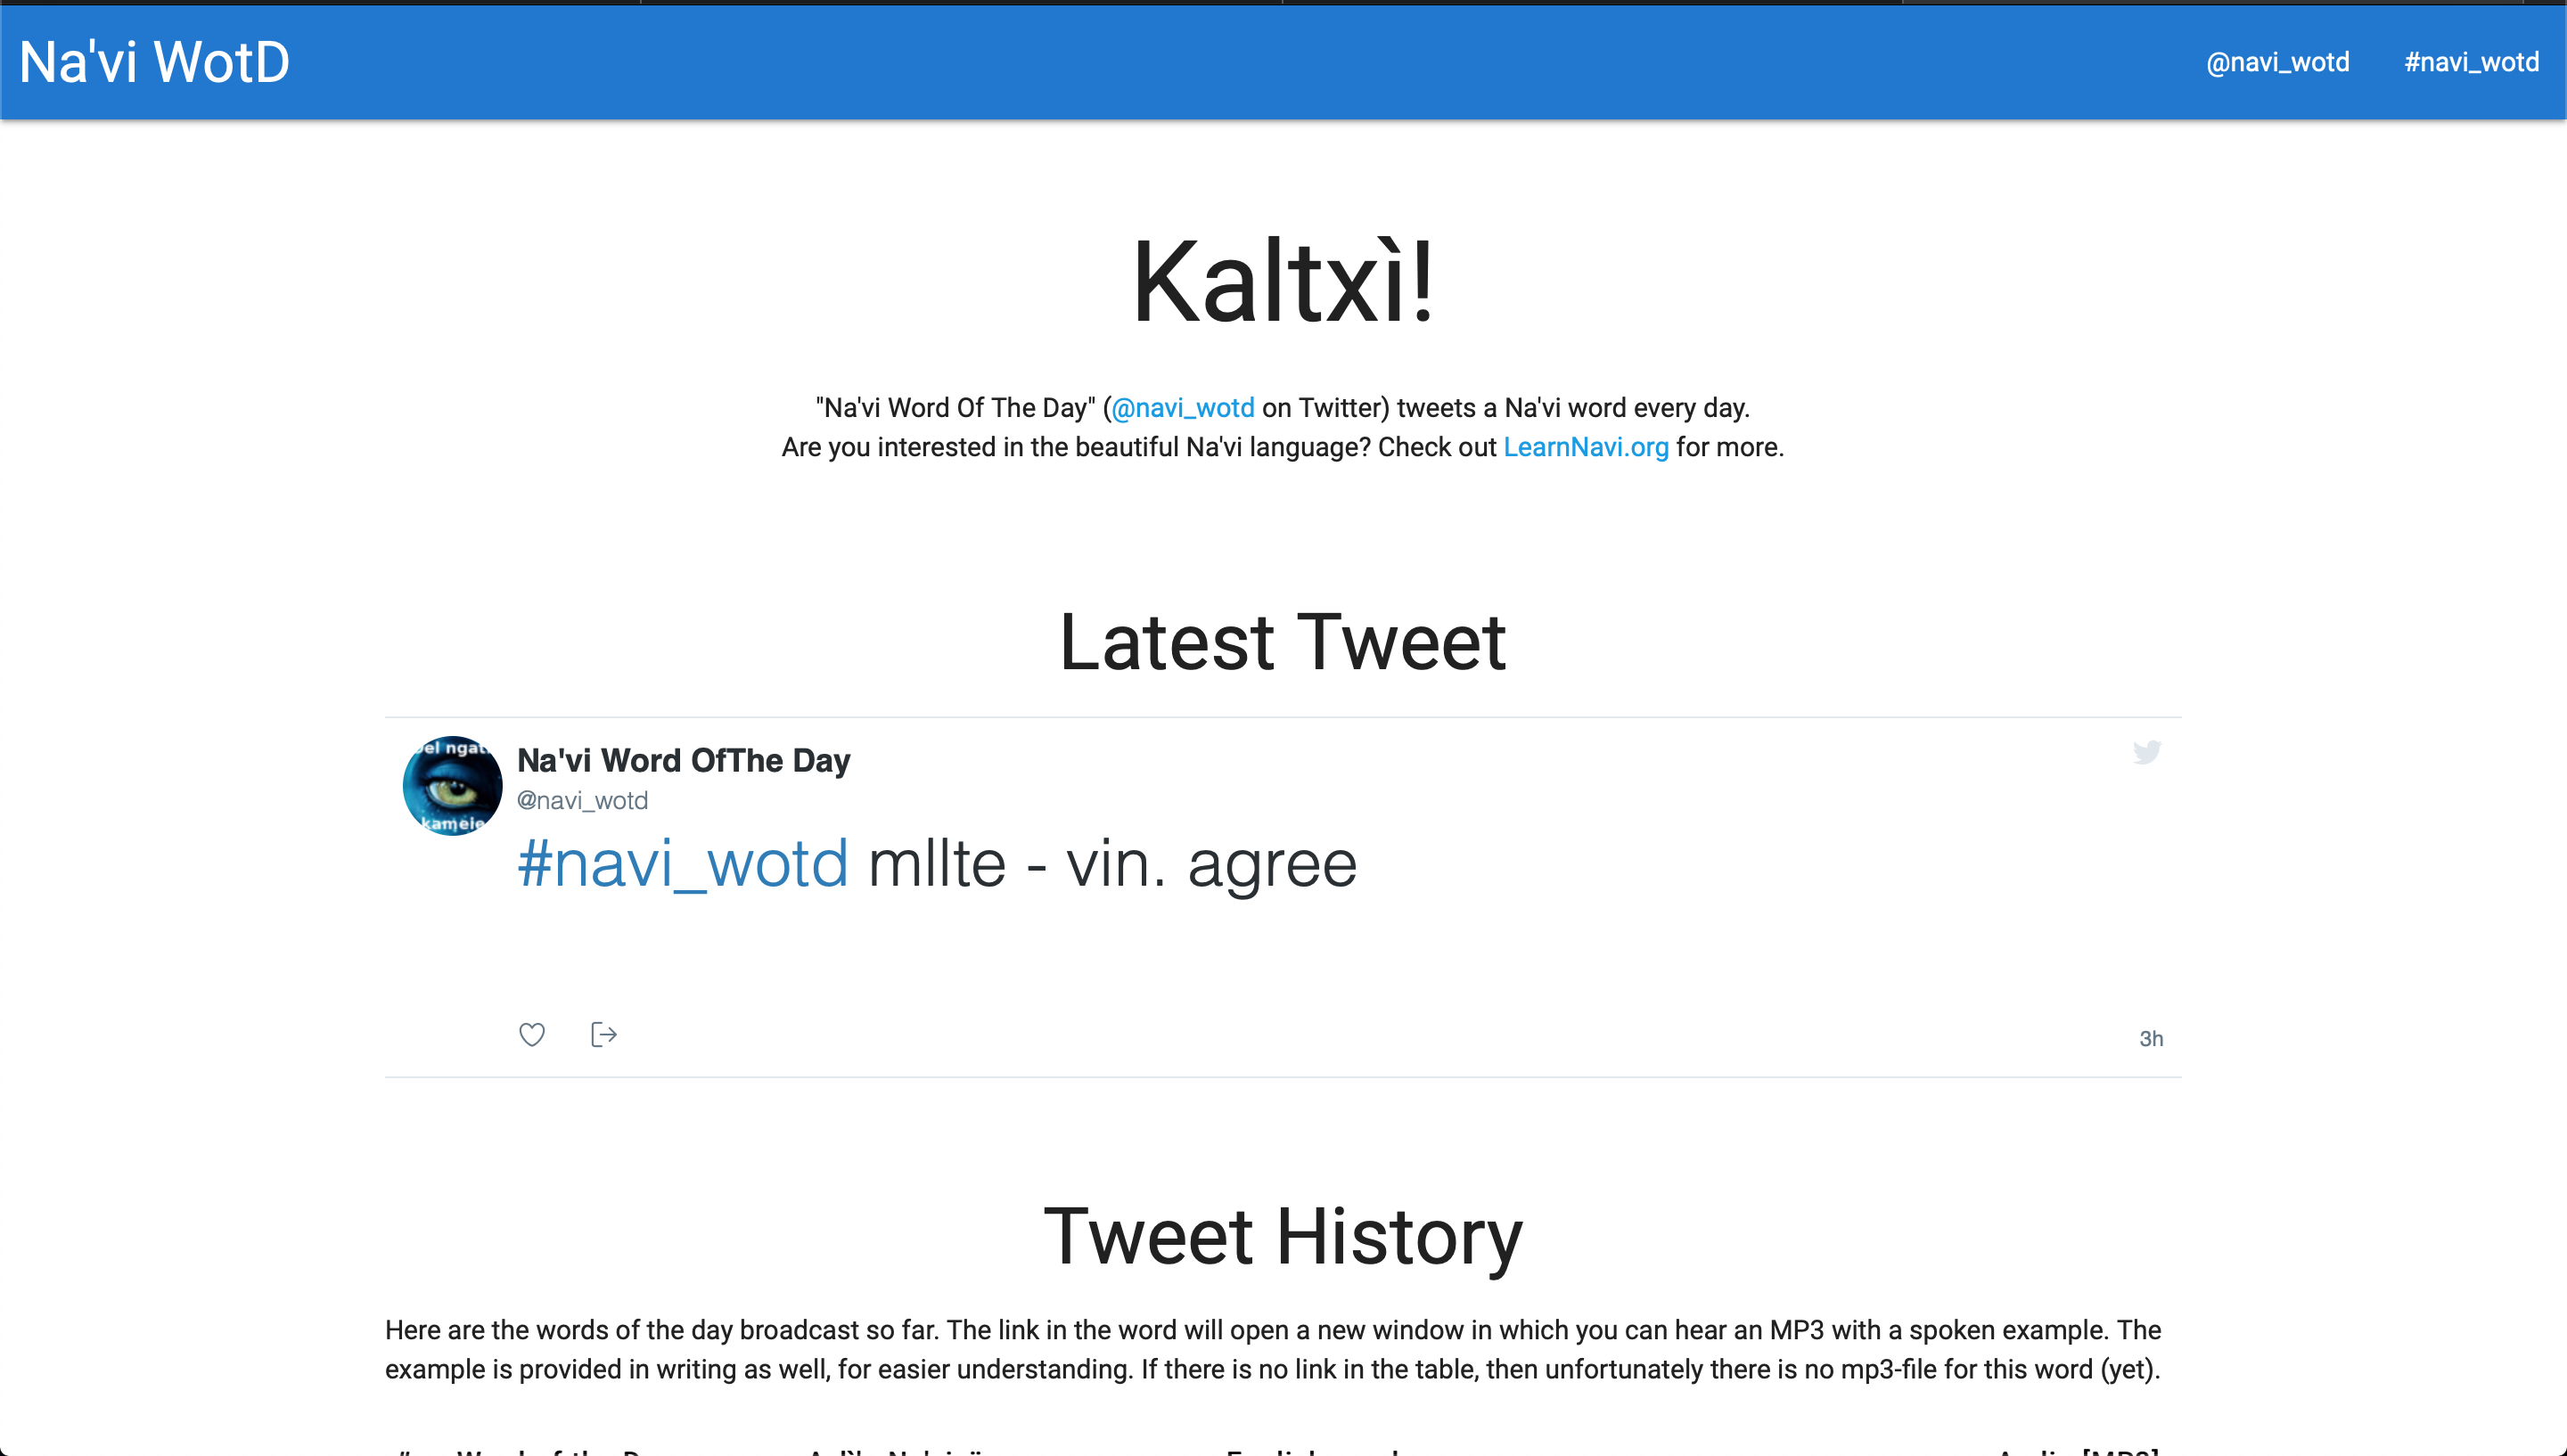 Na'vi WotD
@navi_wotd #navi_wotd
Kaltxì!
"Na'vi Word Of The Day" (@navi_wotd on Twitter) tweets a Na'vi word every day.
Are you interested in the beautiful Na'vi language? Check out LearnNavi.org for more.
Latest Tweet
Na'vi Word OfThe Day
@navi_wotd
#navi_wotd mllte - vin. agree
3h
Tweet History
Here are the words of the day broadcast so far. The link in the word will open a new window in which you can hear an MP3 with a spoken example. The
example is provided in writing as well, for easier understanding. If there is no link in the table, then unfortunately there is no mp3-file for this word (yet).